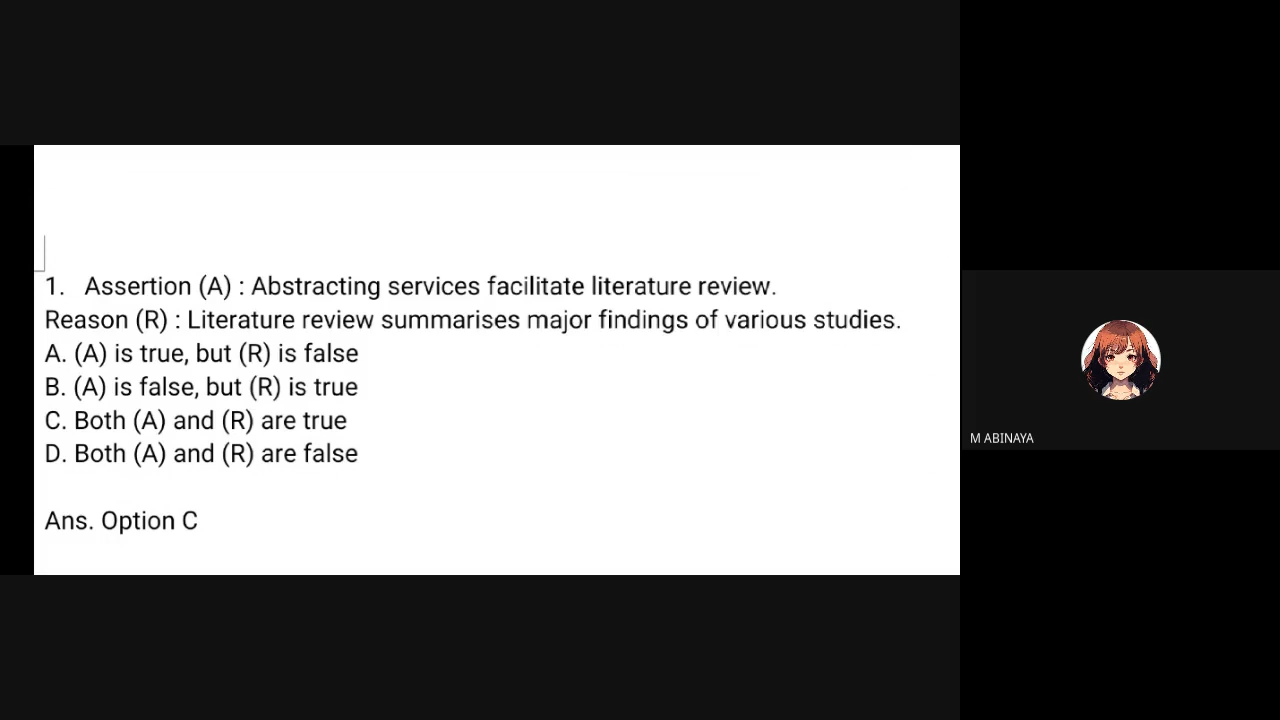 1. Assertion (A) : Abstracting services facilitate literature review.
Reason (R) : Literature review summarises major findings of various studies.
A. (A) is true, but (R) is false
B. (A) is false, but (R) is true
C. Both (A) and (R) are true
D. Both (A) and (R) are false
Ans. Option C
M ABINAYA